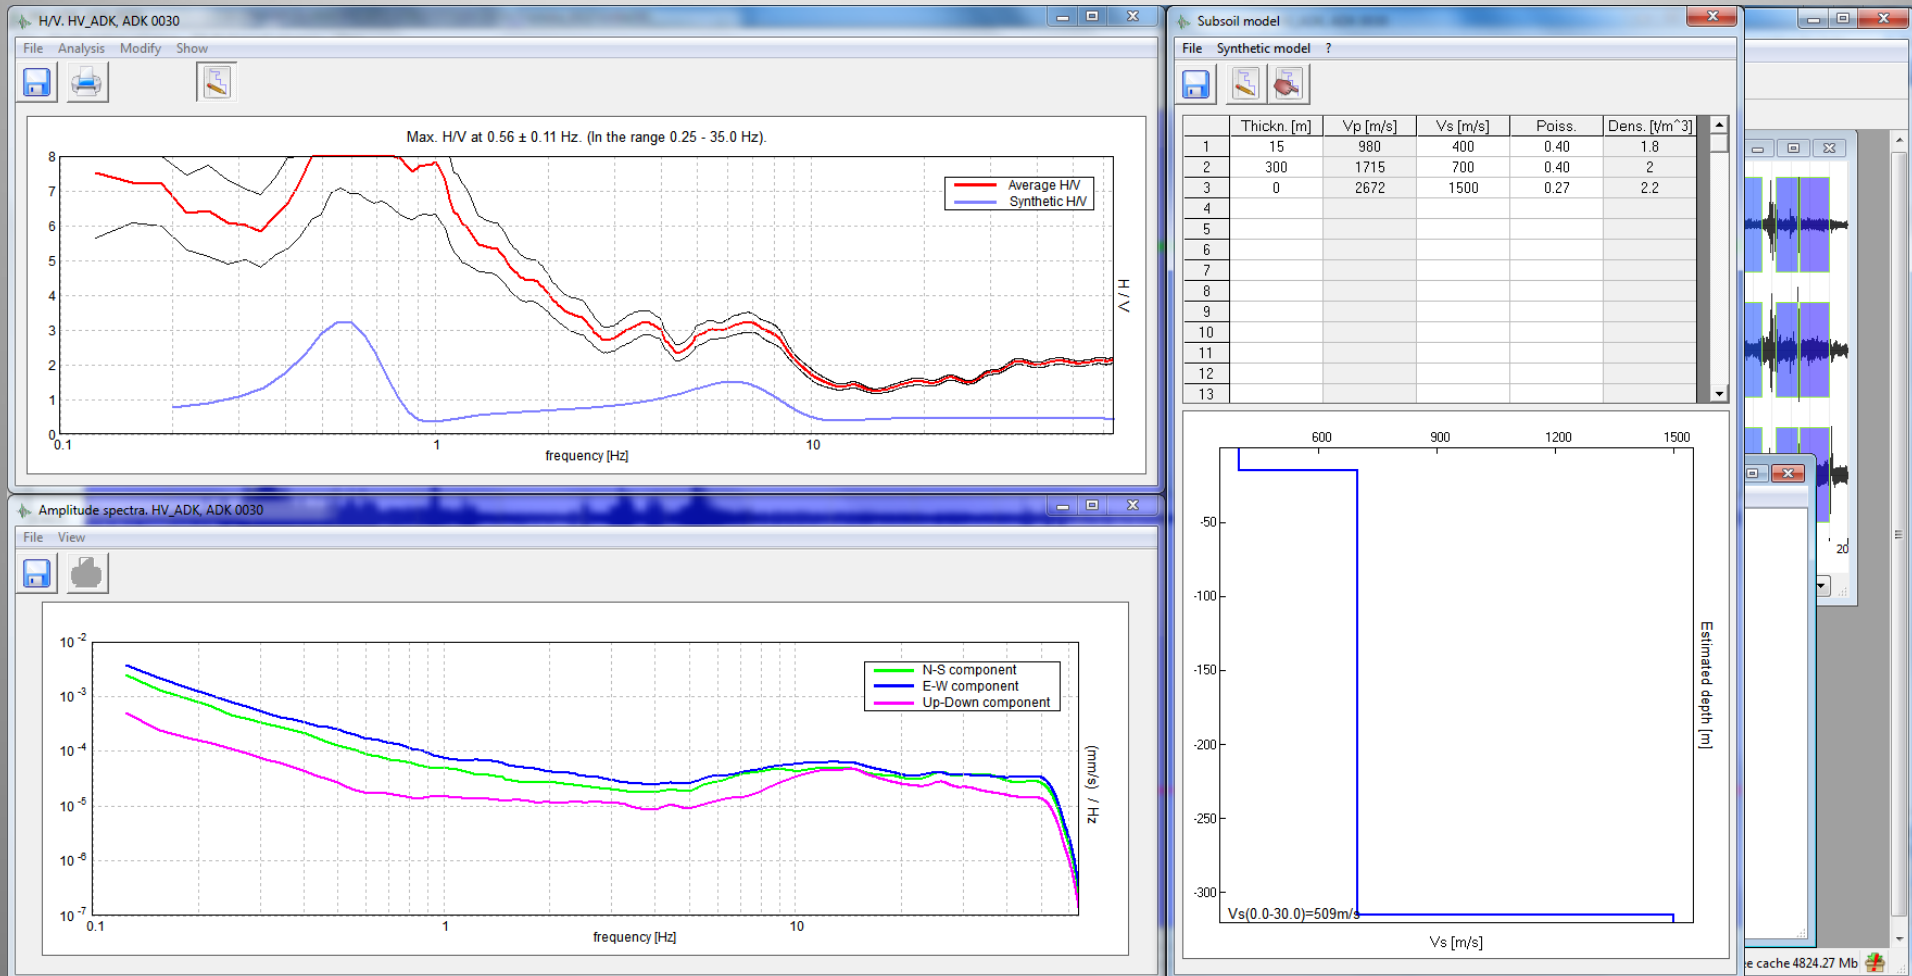 H/V. HV_ADK, ADK 0030
File Analysis Modify Show
Max. H/V at 0.56 ± 0.11 Hz. (In the range 0.25 - 35.0 Hz).
8
7
6
5
4
3
2
1
0
Average H/V
Synthetic H/V
H / V
0.1 1 10
frequency [Hz]
Amplitude spectra. HV_ADK, ADK 0030
File View
10 -2
10 -3
10 -4
10 -5
10 -6
10 -7
N-S component
E-W component
Up-Down component
(mm/s) / Hz
0.1 1 10
frequency [Hz]
Subsoil model
File Synthetic model ?
Thickn. [m] Vp [m/s] Vs [m/s] Poiss. Dens. [t/m^3]
1 15 980 400 0.40 1.8
2 300 1715 700 0.40 2
3 0 2672 1500 0.27 2.2
4
5
6
7
8
9
10
11
12
13
600 900 1200 1500
-50
-100
-150
-200
-250
-300
Estimated depth [m]
Vs(0.0-30.0)=509m/s
Vs [m/s]
20
e cache 4824.27 Mb